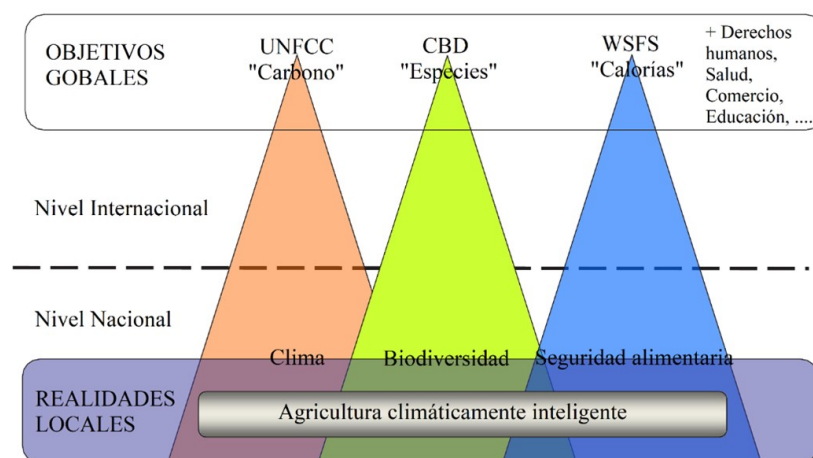 OBJETIVOS
GOBALES
UNFCC
"Carbono"
CBD
"Especies"
WSFS
"Calorías"
+ Derechos
humanos,
Salud,
Comercio,
Educación, ....
Nivel Internacional
Nivel Nacional
Clima
Biodiversidad
Seguridad alimentaria
REALIDADES
LOCALES
Agricultura climáticamente inteligente